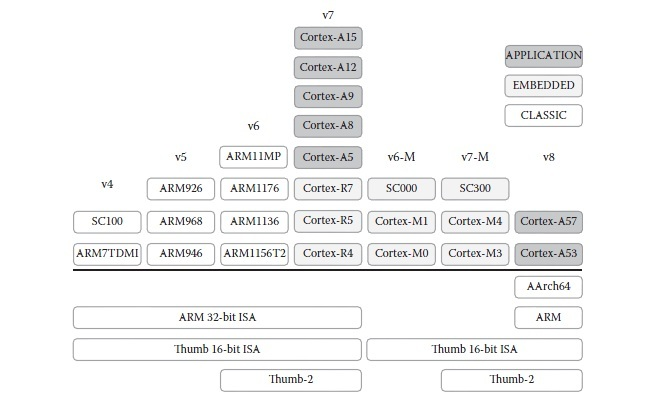 v7
Cortex-A15
APPLICATION
Cortex-A12
EMBEDDED
Cortex-A9
CLASSIC
v6
Cortex-A8
v5
ARM11MP
Cortex-A5
v6-M
v7-M
v8
v4
ARM926
ARM1176
Cortex-R7
SC000
SC300
SC100
ARM968
ARM1136
Cortex-R5
Cortex-M1
Cortex-M4
Cortex-A57
ARM7TDMI
ARM946
ARM1156T2
Cortex-R4
Cortex-M0
Cortex-M3
Cortex-A53
AArch64
ARM 32-bit ISA
ARM
Thumb 16-bit ISA
Thumb 16-bit ISA
Thumb-2
Thumb-2